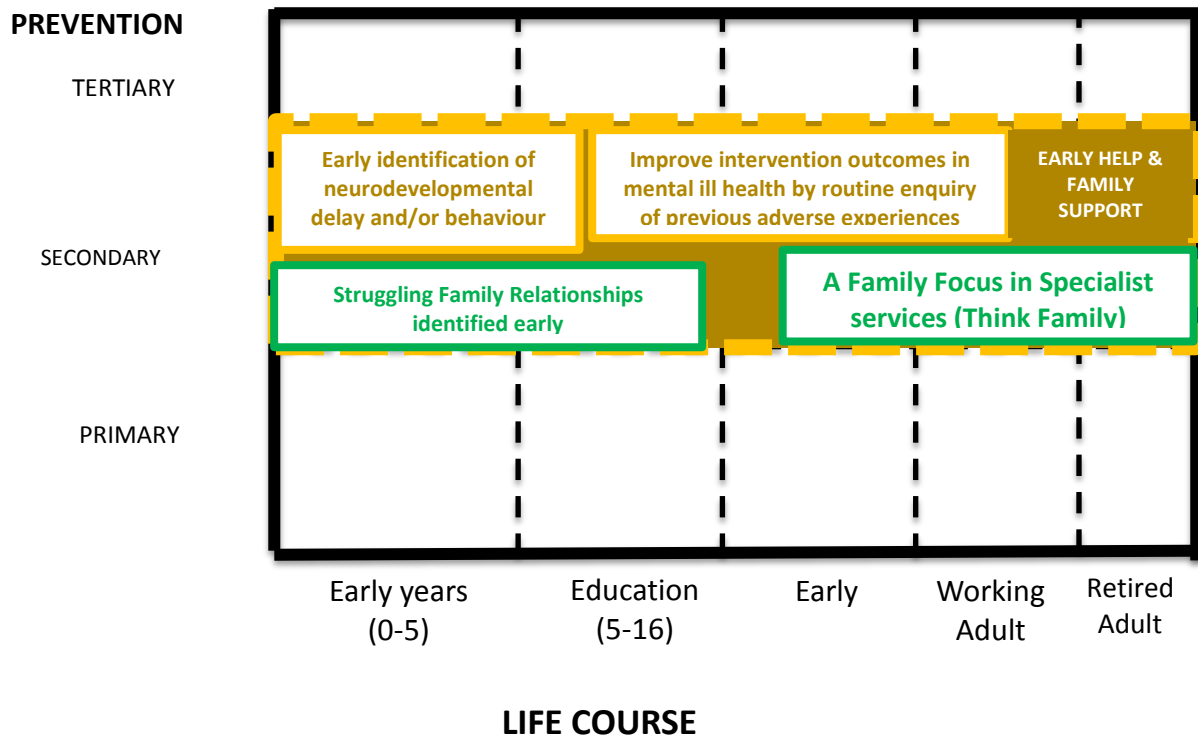 PREVENTION
TERTIARY
Early identification of
neurodevelopmental
delay and/or behaviour
Improve intervention outcomes in
mental ill health by routine enquiry
of previous adverse experiences
EARLY HELP &
FAMILY
SUPPORT
SECONDARY
Struggling Family Relationships
identified early
A Family Focus in Specialist
services (Think Family)
PRIMARY
Early years
(0-5)
Education
(5-16)
Early
Working
Adult
Retired
Adult
LIFE COURSE